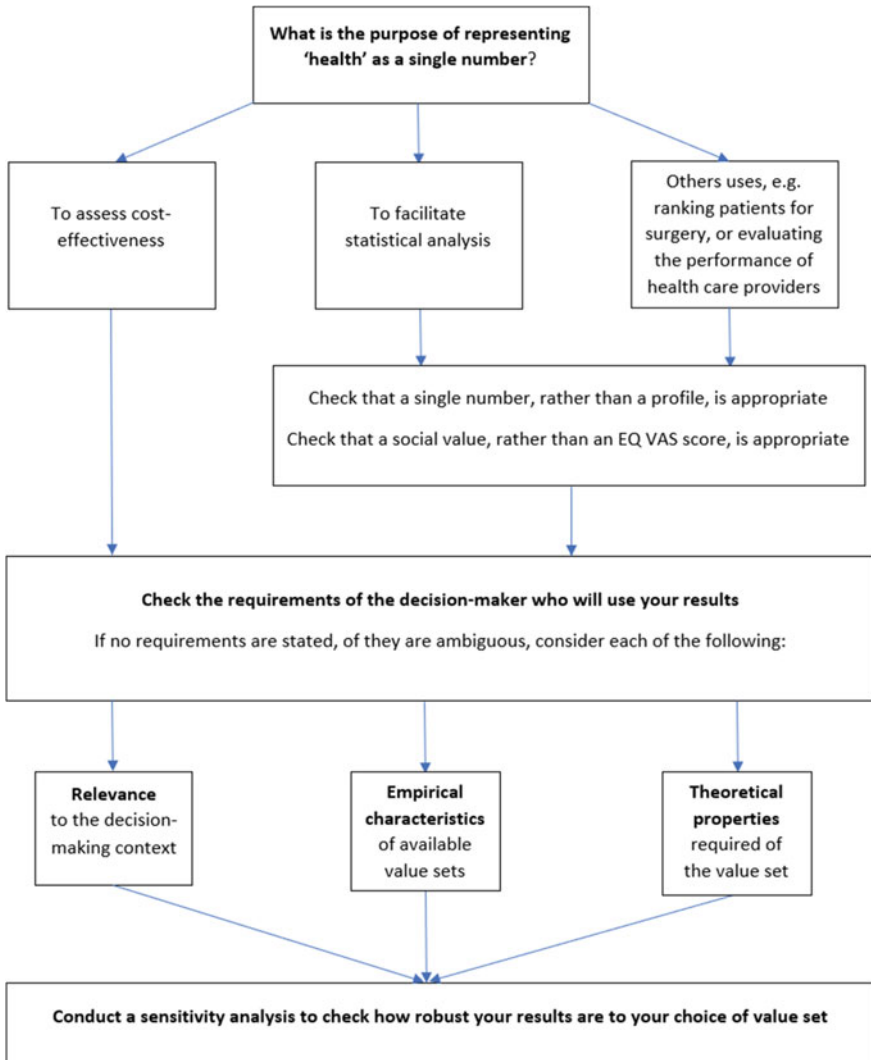 What is the purpose of representing
‘health’ as a single number?
To assess cost-
effectiveness
To facilitate
statistical analysis
Others uses, e.g.
ranking patients for
surgery, or evaluating
the performance of
health care providers
Check that a single number, rather than a profile, is appropriate
Check that a social value, rather than an EQ VAS score, is appropriate
Check the requirements of the decision-maker who will use your results
If no requirements are stated, of they are ambiguous, consider each of the following:
Relevance
to the decision-
making context
Empirical
characteristics
of available
value sets
Theoretical
properties
required of
the value set
Conduct a sensitivity analysis to check how robust your results are to your choice of value set